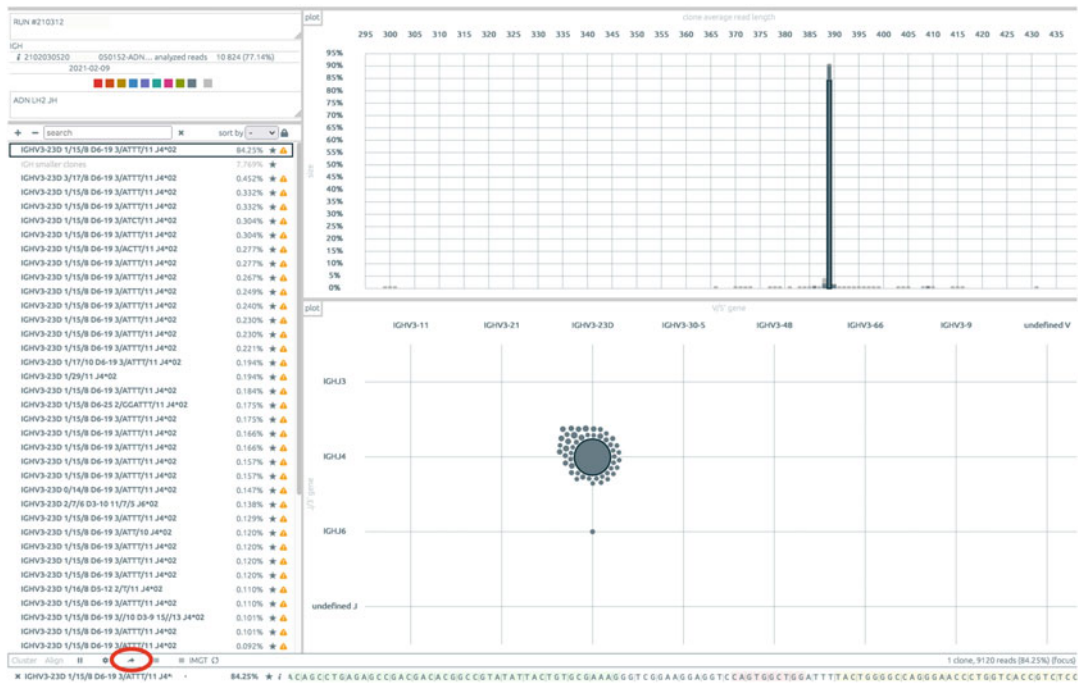 RUN #210312
IGH
i 2102030520 050152-ADN... analyzed reads 10 824 (77.14%)
2021-02-09
ADN LH2 JH
+ − search × sort by -
IGHV3-23D 1/15/8 D6-19 3/ATTT/11 J4*02 84.25%
IGH smaller clones 7.769%
IGHV3-23D 3/17/8 D6-19 3/ATTT/11 J4*02 0.452%
IGHV3-23D 1/15/8 D6-19 3/ATTT/11 J4*02 0.332%
IGHV3-23D 1/15/8 D6-19 3/ATTT/11 J4*02 0.332%
IGHV3-23D 1/15/8 D6-19 3/ATCT/11 J4*02 0.304%
IGHV3-23D 1/15/8 D6-19 3/ATTT/11 J4*02 0.304%
IGHV3-23D 1/15/8 D6-19 3/ACTT/11 J4*02 0.277%
IGHV3-23D 1/15/8 D6-19 3/ATTT/11 J4*02 0.277%
IGHV3-23D 1/15/8 D6-19 3/ATTT/11 J4*02 0.267%
IGHV3-23D 1/15/8 D6-19 3/ATTT/11 J4*02 0.249%
IGHV3-23D 1/15/8 D6-19 3/ATTT/11 J4*02 0.240%
IGHV3-23D 1/15/8 D6-19 3/ATTT/11 J4*02 0.230%
IGHV3-23D 1/15/8 D6-19 3/ATTT/11 J4*02 0.230%
IGHV3-23D 1/15/8 D6-19 3/ATTT/11 J4*02 0.221%
IGHV3-23D 1/17/10 D6-19 3/ATTT/11 J4*02 0.194%
IGHV3-23D 1/29/11 J4*02 0.194%
IGHV3-23D 1/15/8 D6-19 3/ATTT/11 J4*02 0.184%
IGHV3-23D 1/15/8 D6-25 2/GGATTT/11 J4*02 0.175%
IGHV3-23D 1/15/8 D6-19 3/ATTT/11 J4*02 0.175%
IGHV3-23D 1/15/8 D6-19 3/ATTT/11 J4*02 0.166%
IGHV3-23D 1/15/8 D6-19 3/ATTT/11 J4*02 0.166%
IGHV3-23D 1/15/8 D6-19 3/ATTT/11 J4*02 0.157%
IGHV3-23D 1/15/8 D6-19 3/ATTT/11 J4*02 0.157%
IGHV3-23D 0/14/8 D6-19 3/ATTT/11 J4*02 0.147%
IGHV3-23D 2/7/6 D3-10 11/7/5 J6*02 0.138%
IGHV3-23D 1/15/8 D6-19 3/ATTT/11 J4*02 0.129%
IGHV3-23D 1/15/8 D6-19 3/ATT/10 J4*02 0.120%
IGHV3-23D 1/15/8 D6-19 3/ATTT/11 J4*02 0.120%
IGHV3-23D 1/15/8 D6-19 3/ATTT/11 J4*02 0.120%
IGHV3-23D 1/15/8 D6-19 3/ATTT/11 J4*02 0.120%
IGHV3-23D 1/16/8 D5-12 2/T/11 J4*02 0.110%
IGHV3-23D 1/15/8 D6-19 3/ATTT/11 J4*02 0.110%
IGHV3-23D 1/15/8 D6-19 3//10 D3-9 15//13 J4*02 0.101%
IGHV3-23D 1/15/8 D6-19 3/ATTT/11 J4*02 0.101%
IGHV3-23D 1/15/8 D6-19 3/ATTT/11 J4*02 0.092%
plot
clone average read length
295 300 305 310 315 320 325 330 335 340 345 350 355 360 365 370 375 380 385 390 395 400 405 410 415 420 425 430 435
95%
90%
85%
80%
75%
70%
65%
60%
55%
50%
45%
40%
35%
30%
25%
20%
15%
10%
5%
0%
size
plot
V/5' gene
IGHV3-11 IGHV3-21 IGHV3-23D IGHV3-30-5 IGHV3-48 IGHV3-66 IGHV3-9 undefined V
IGHJ3
IGHJ4
IGHJ6
undefined J
J/3' gene
Cluster Align IMGT
1 clone, 9120 reads (84.25%) (focus)
× IGHV3-23D 1/15/8 D6-19 3/ATTT/11 J4* 84.25% i ACAGCCTGAGAGCCGACGACACGGCCGTATATTACTGTGCGAAAGGGTCGGAAGGAGGTCCAGTGGCTGGATTTTACTGGGGCCAGGGAACCCTGGTCACCGTCTCC